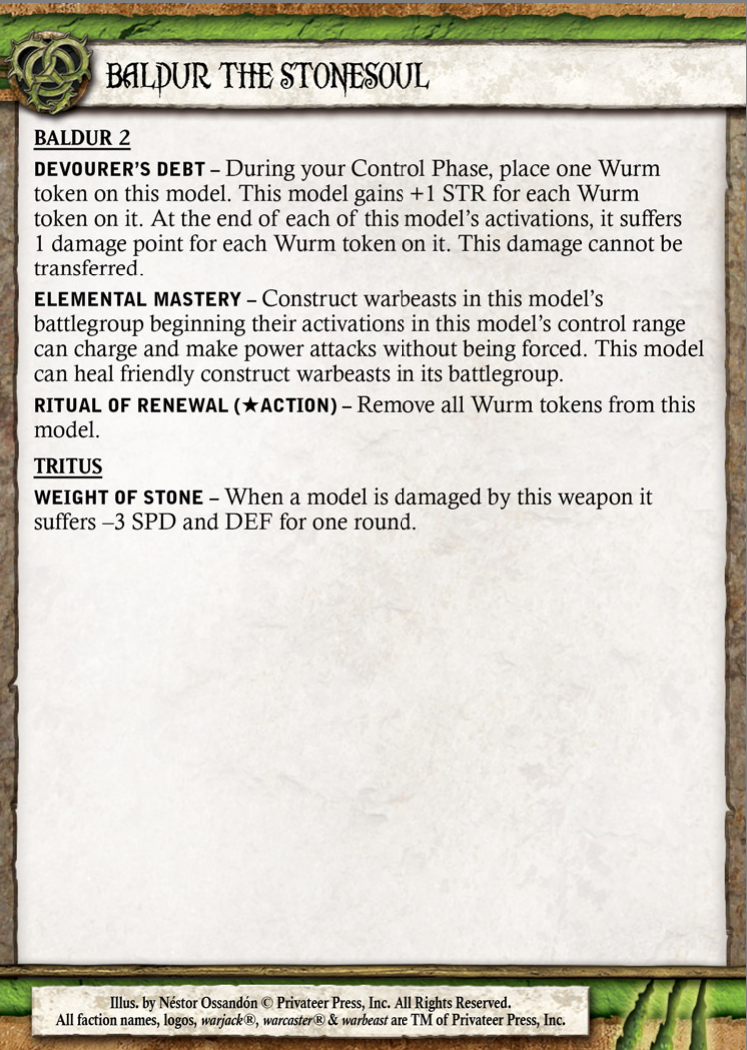 BALDUR THE STONESOUL
BALDUR 2
DEVOURER'S DEBT – During your Control Phase, place one Wurm
token on this model. This model gains +1 STR for each Wurm
token on it. At the end of each of this model's activations, it suffers
1 damage point for each Wurm token on it. This damage cannot be
transferred.
ELEMENTAL MASTERY – Construct warbeasts in this model's
battlegroup beginning their activations in this model's control range
can charge and make power attacks without being forced. This model
can heal friendly construct warbeasts in its battlegroup.
RITUAL OF RENEWAL (★ACTION) – Remove all Wurm tokens from this
model.
TRITUS
WEIGHT OF STONE – When a model is damaged by this weapon it
suffers –3 SPD and DEF for one round.
Illus. by Néstor Ossandón © Privateer Press, Inc. All Rights Reserved.
All faction names, logos, warjack®, warcaster® & warbeast are TM of Privateer Press, Inc.